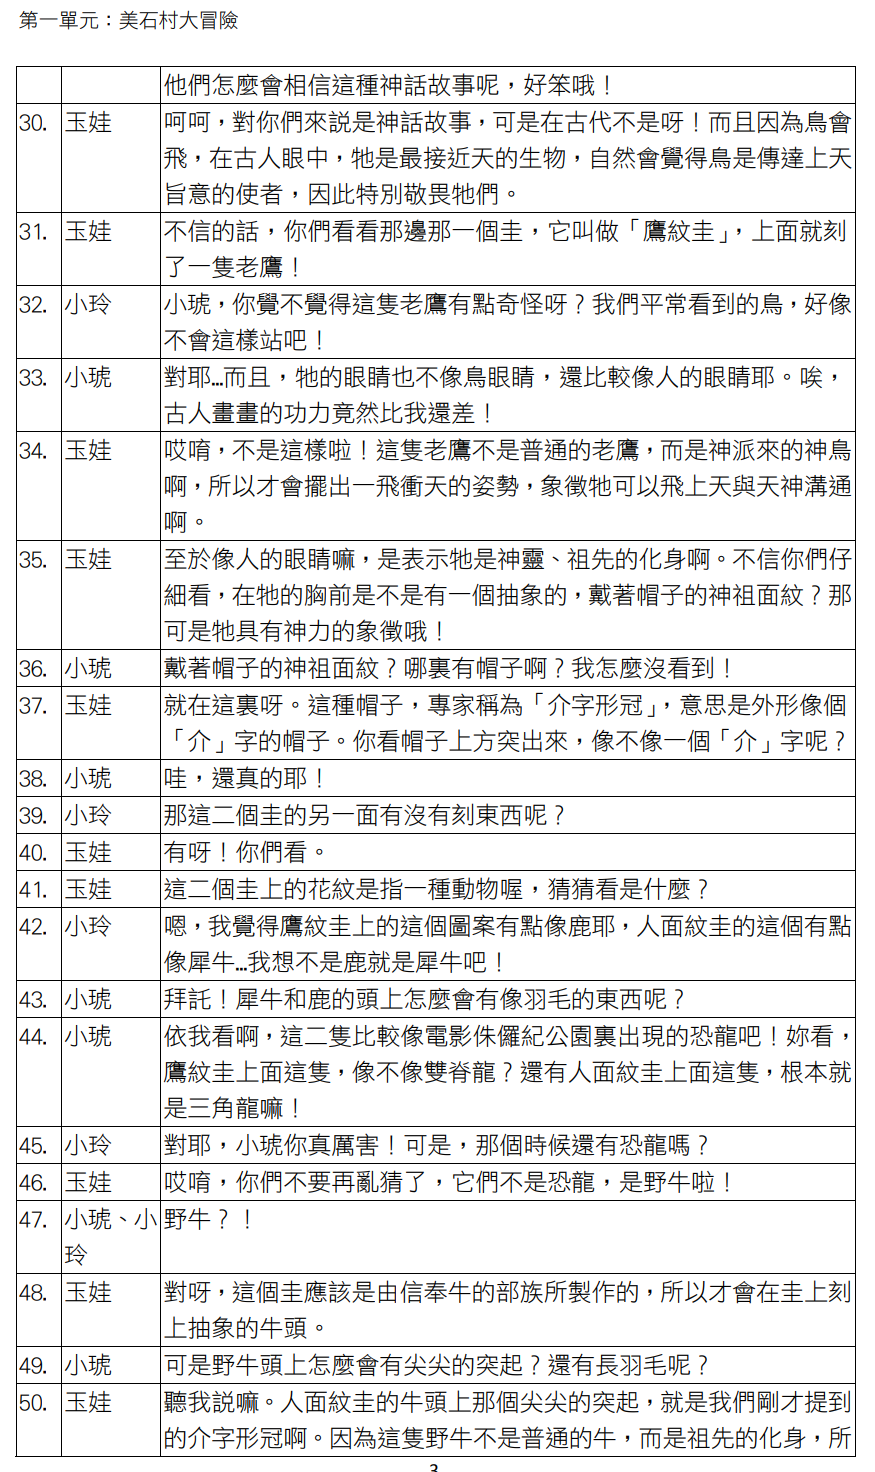 第一單元：美石村大冒險
他們怎麼會相信這種神話故事呢，好笨哦！
30. 玉娃 呵呵，對你們來說是神話故事，可是在古代不是呀！而且因為鳥會
飛，在古人眼中，牠是最接近天的生物，自然會覺得鳥是傳達上天
旨意的使者，因此特別敬畏牠們。
31. 玉娃 不信的話，你們看看那邊那一個圭，它叫做「鷹紋圭」，上面就刻
了一隻老鷹！
32. 小玲 小琥，你覺不覺得這隻老鷹有點奇怪呀？我們平常看到的鳥，好像
不會這樣站吧！
33. 小琥 對耶…而且，牠的眼睛也不像鳥眼睛，還比較像人的眼睛耶。唉，
古人畫畫的功力竟然比我還差！
34. 玉娃 哎唷，不是這樣啦！這隻老鷹不是普通的老鷹，而是神派來的神鳥
啊，所以才會擺出一飛衝天的姿勢，象徵牠可以飛上天與天神溝通
啊。
35. 玉娃 至於像人的眼睛嘛，是表示牠是神靈、祖先的化身啊。不信你們仔
細看，在牠的胸前是不是有一個抽象的，戴著帽子的神祖面紋？那
可是牠具有神力的象徵哦！
36. 小琥 戴著帽子的神祖面紋？哪裏有帽子啊？我怎麼沒看到！
37. 玉娃 就在這裏呀。這種帽子，專家稱為「介字形冠」，意思是外形像個
「介」字的帽子。你看帽子上方突出來，像不像一個「介」字呢？
38. 小琥 哇，還真的耶！
39. 小玲 那這二個圭的另一面有沒有刻東西呢？
40. 玉娃 有呀！你們看。
41. 玉娃 這二個圭上的花紋是指一種動物喔，猜猜看是什麼？
42. 小玲 嗯，我覺得鷹紋圭上的這個圖案有點像鹿耶，人面紋圭的這個有點
像犀牛…我想不是鹿就是犀牛吧！
43. 小琥 拜託！犀牛和鹿的頭上怎麼會有像羽毛的東西呢？
44. 小琥 依我看啊，這二隻比較像電影侏儸紀公園裏出現的恐龍吧！妳看，
鷹紋圭上面這隻，像不像雙脊龍？還有人面紋圭上面這隻，根本就
是三角龍嘛！
45. 小玲 對耶，小琥你真厲害！可是，那個時候還有恐龍嗎？
46. 玉娃 哎唷，你們不要再亂猜了，它們不是恐龍，是野牛啦！
47. 小琥、小 野牛？！
玲
48. 玉娃 對呀，這個圭應該是由信奉牛的部族所製作的，所以才會在圭上刻
上抽象的牛頭。
49. 小琥 可是野牛頭上怎麼會有尖尖的突起？還有長羽毛呢？
50. 玉娃 聽我說嘛。人面紋圭的牛頭上那個尖尖的突起，就是我們剛才提到
的介字形冠啊。因為這隻野牛不是普通的牛，而是祖先的化身，所
3